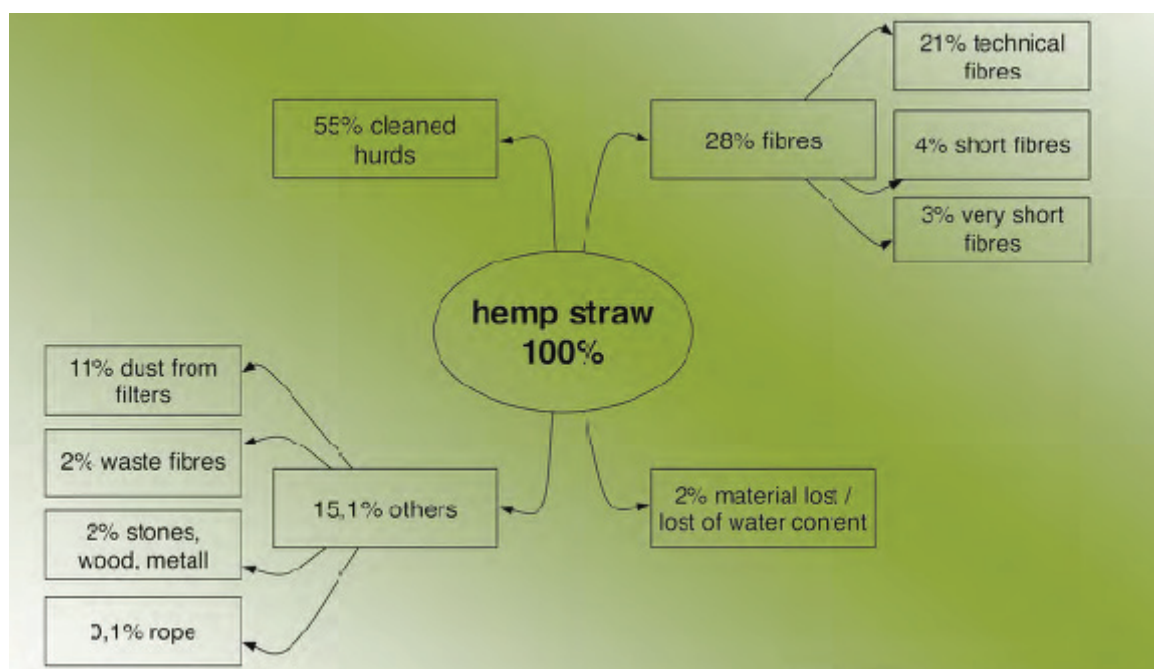 21% technical
fibres
55% cleaned
hurds
28% fibres
4% short fibres
3% very short
fibres
hemp straw
100%
11% dust from
filters
2% waste fibres
15,1% others
2% material lost /
lost of water content
2% stones,
wood, metall
0,1% rope